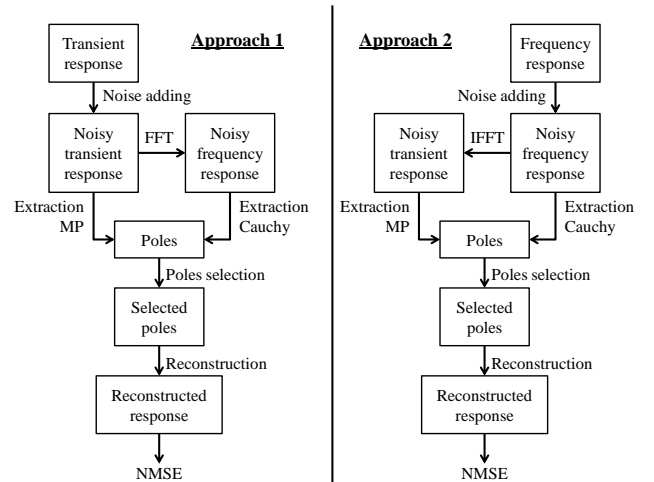 Approach 1
Transient
response
Noise adding
Noisy
transient
response
FFT
Noisy
frequency
response
Extraction
MP
Extraction
Cauchy
Poles
Poles selection
Selected
poles
Reconstruction
Reconstructed
response
NMSE
Approach 2
Frequency
response
Noise adding
Noisy
transient
response
IFFT
Noisy
frequency
response
Extraction
MP
Extraction
Cauchy
Poles
Poles selection
Selected
poles
Reconstruction
Reconstructed
response
NMSE